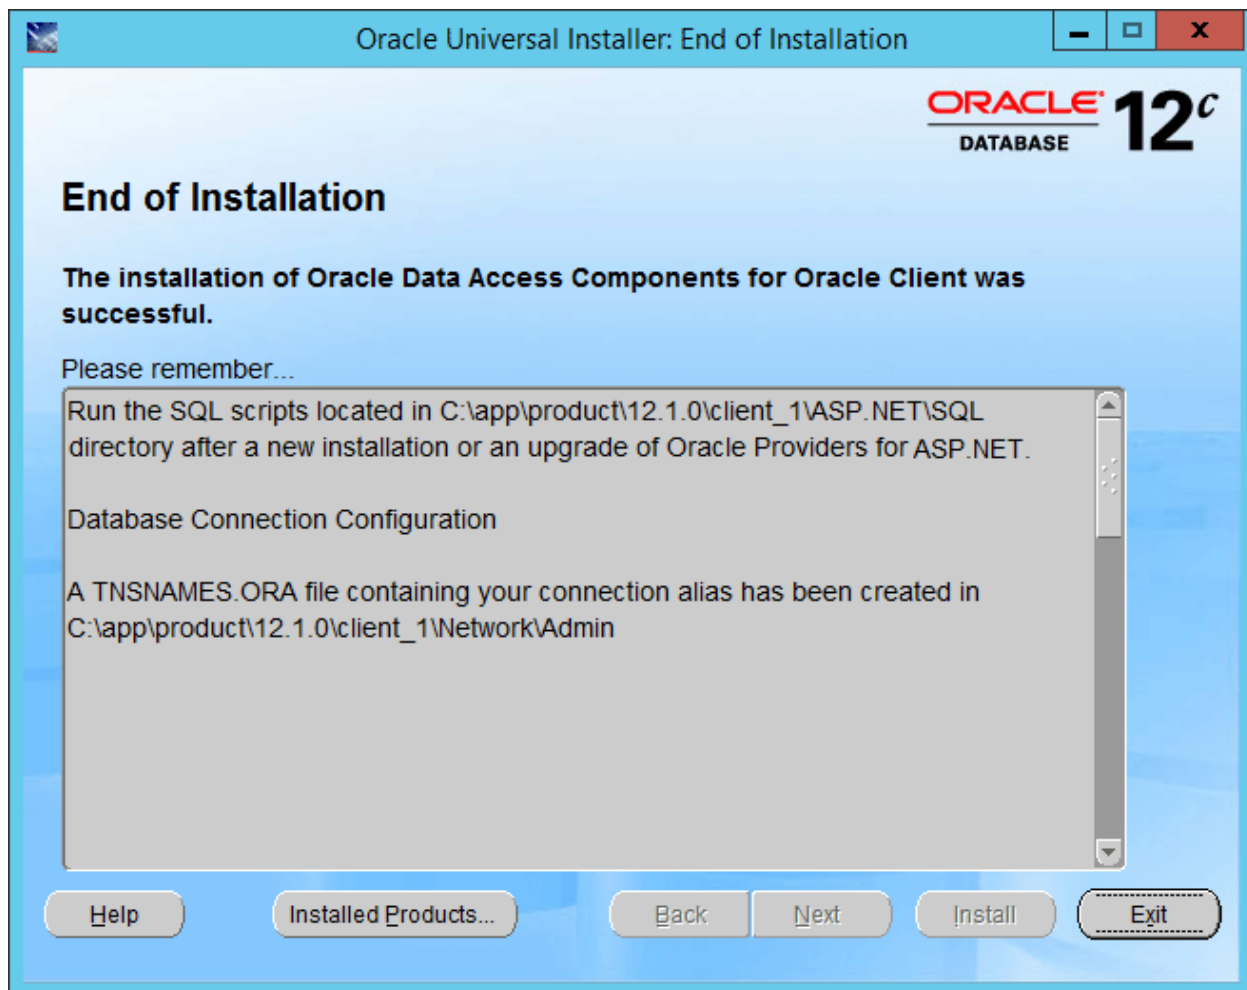 Oracle Universal Installer: End of Installation
ORACLE
DATABASE
12c
End of Installation
The installation of Oracle Data Access Components for Oracle Client was
successful.
Please remember...
Run the SQL scripts located in C:\app\product\12.1.0\client_1\ASP.NET\SQL
directory after a new installation or an upgrade of Oracle Providers for ASP.NET.
Database Connection Configuration
A TNSNAMES.ORA file containing your connection alias has been created in
C:\app\product\12.1.0\client_1\Network\Admin
Help
Installed Products...
Back
Next
Install
Exit